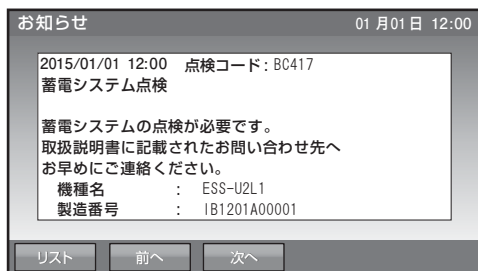 お知らせ 01月01日 12:00
2015/01/01 12:00 点検コード：BC417
蓄電システム点検
蓄電システムの点検が必要です。
取扱説明書に記載されたお問い合わせ先へ
お早めにご連絡ください。
機種名 ： ESS-U2L1
製造番号 ： IB1201A00001
リスト 前へ 次へ